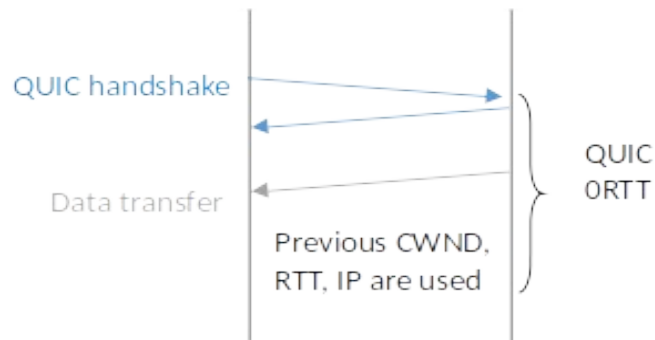 QUIC handshake
QUIC
0RTT
Data transfer
Previous CWND,
RTT, IP are used